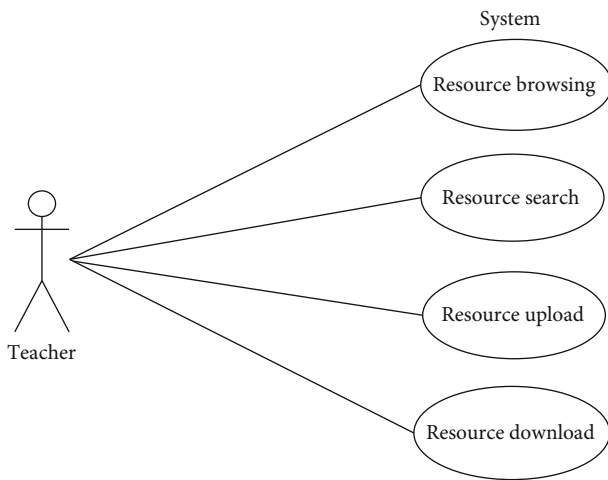 System
Resource browsing
Resource search
Resource upload
Resource download
Teacher